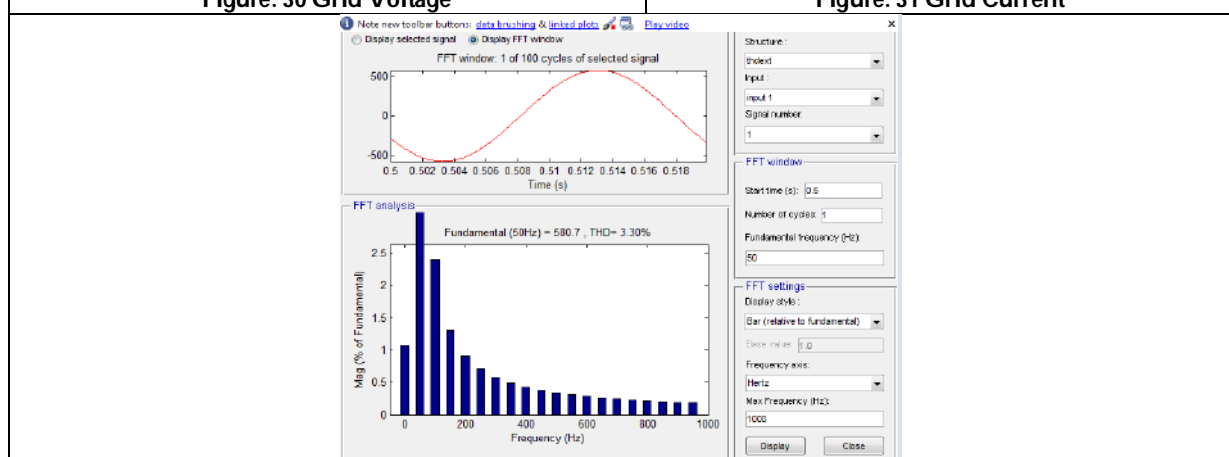 Figure: 30 Grid Voltage
Figure: 31 Grid Current
Note new toolbar buttons: data brushing & linked plots Play video
Display selected signal Display FFT window
FFT window: 1 of 100 cycles of selected signal
500
0
-500
0.5 0.502 0.504 0.506 0.508 0.51 0.512 0.514 0.516 0.518
Time (s)
FFT analysis
Fundamental (50Hz) = 580.7 , THD= 3.30%
2.5
2
1.5
1
0.5
0
Mag (% of Fundamental)
0 200 400 600 800 1000
Frequency (Hz)
Structure :
thdext
Input :
input 1
Signal number:
1
FFT window
Start time (s): 0.5
Number of cycles: 1
Fundamental frequency (Hz):
50
FFT settings
Display style :
Bar (relative to fundamental)
Base value: 1.0
Frequency axis:
Hertz
Max Frequency (Hz):
1000
Display Close